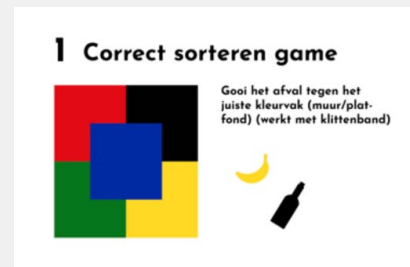 1 Correct sorteren game
Gooi het afval tegen het
juiste kleurvak (muur/plat-
fond) (werkt met klittenband)